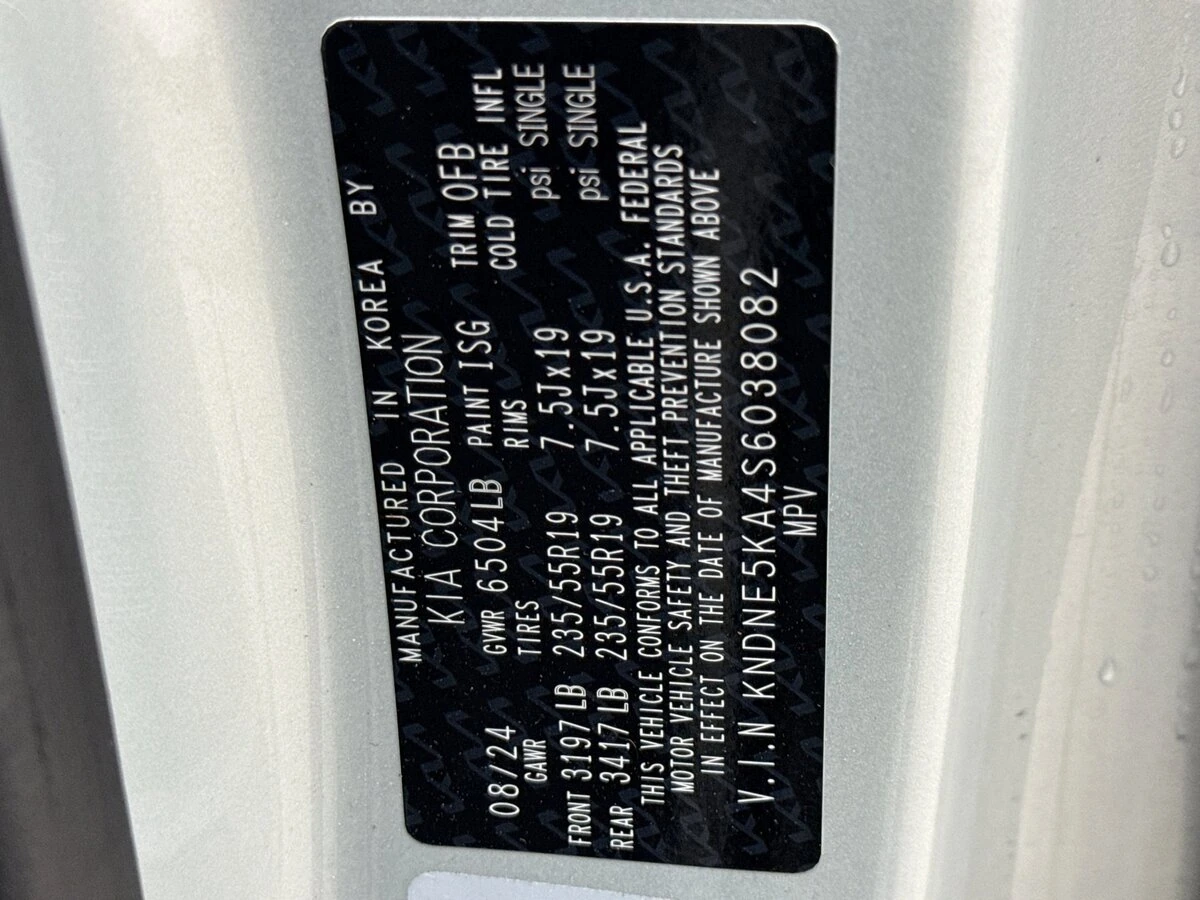 MANUFACTURED IN KOREA BY
KIA CORPORATION
08/24 GVWR 6504LB PAINT ISG TRIM OFB
GAWR TIRES RIMS COLD TIRE INFL
FRONT 3197LB 235/55R19 7.5Jx19 psi SINGLE
REAR 3417LB 235/55R19 7.5Jx19 psi SINGLE
THIS VEHICLE CONFORMS TO ALL APPLICABLE U.S.A. FEDERAL
MOTOR VEHICLE SAFETY AND THEFT PREVENTION STANDARDS
IN EFFECT ON THE DATE OF MANUFACTURE SHOWN ABOVE
V.I.N KNDNE5KA4S6038082
MPV